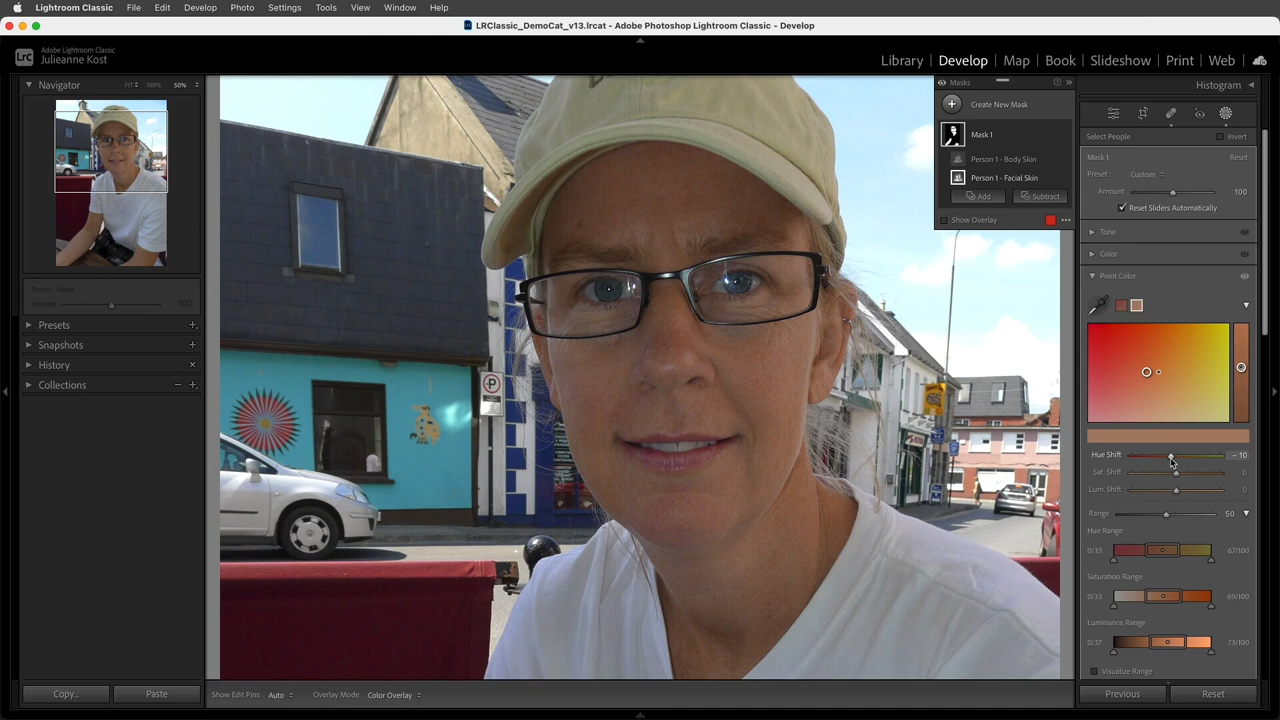 Lightroom Classic File Edit Develop Photo Settings Tools View Window Help
LRClassic_DemoCat_v13.lrcat - Adobe Photoshop Lightroom Classic - Develop
Lrc
Adobe Lightroom Classic
Julieanne Kost
Library | Develop | Map | Book | Slideshow | Print | Web
Navigator FIT 100% 50%
Preset: None
Amount 100
Presets
Snapshots
History
Collections
Copy... Paste
P
Masks
Create New Mask
Mask 1
Person 1 - Body Skin
Person 1 - Facial Skin
Add Subtract
Show Overlay
Show Edit Pins: Auto Overlay Mode: Color Overlay
Histogram
Select People Invert
Mask 1 Reset
Preset: Custom
Amount 100
Reset Sliders Automatically
Tone
Color
Point Color
Hue Shift - 10
Sat. Shift 0
Lum. Shift 0
Range 50
Hue Range
0/33 67/100
Saturation Range
0/33 69/100
Luminance Range
0/37 73/100
Visualize Range
Previous Reset